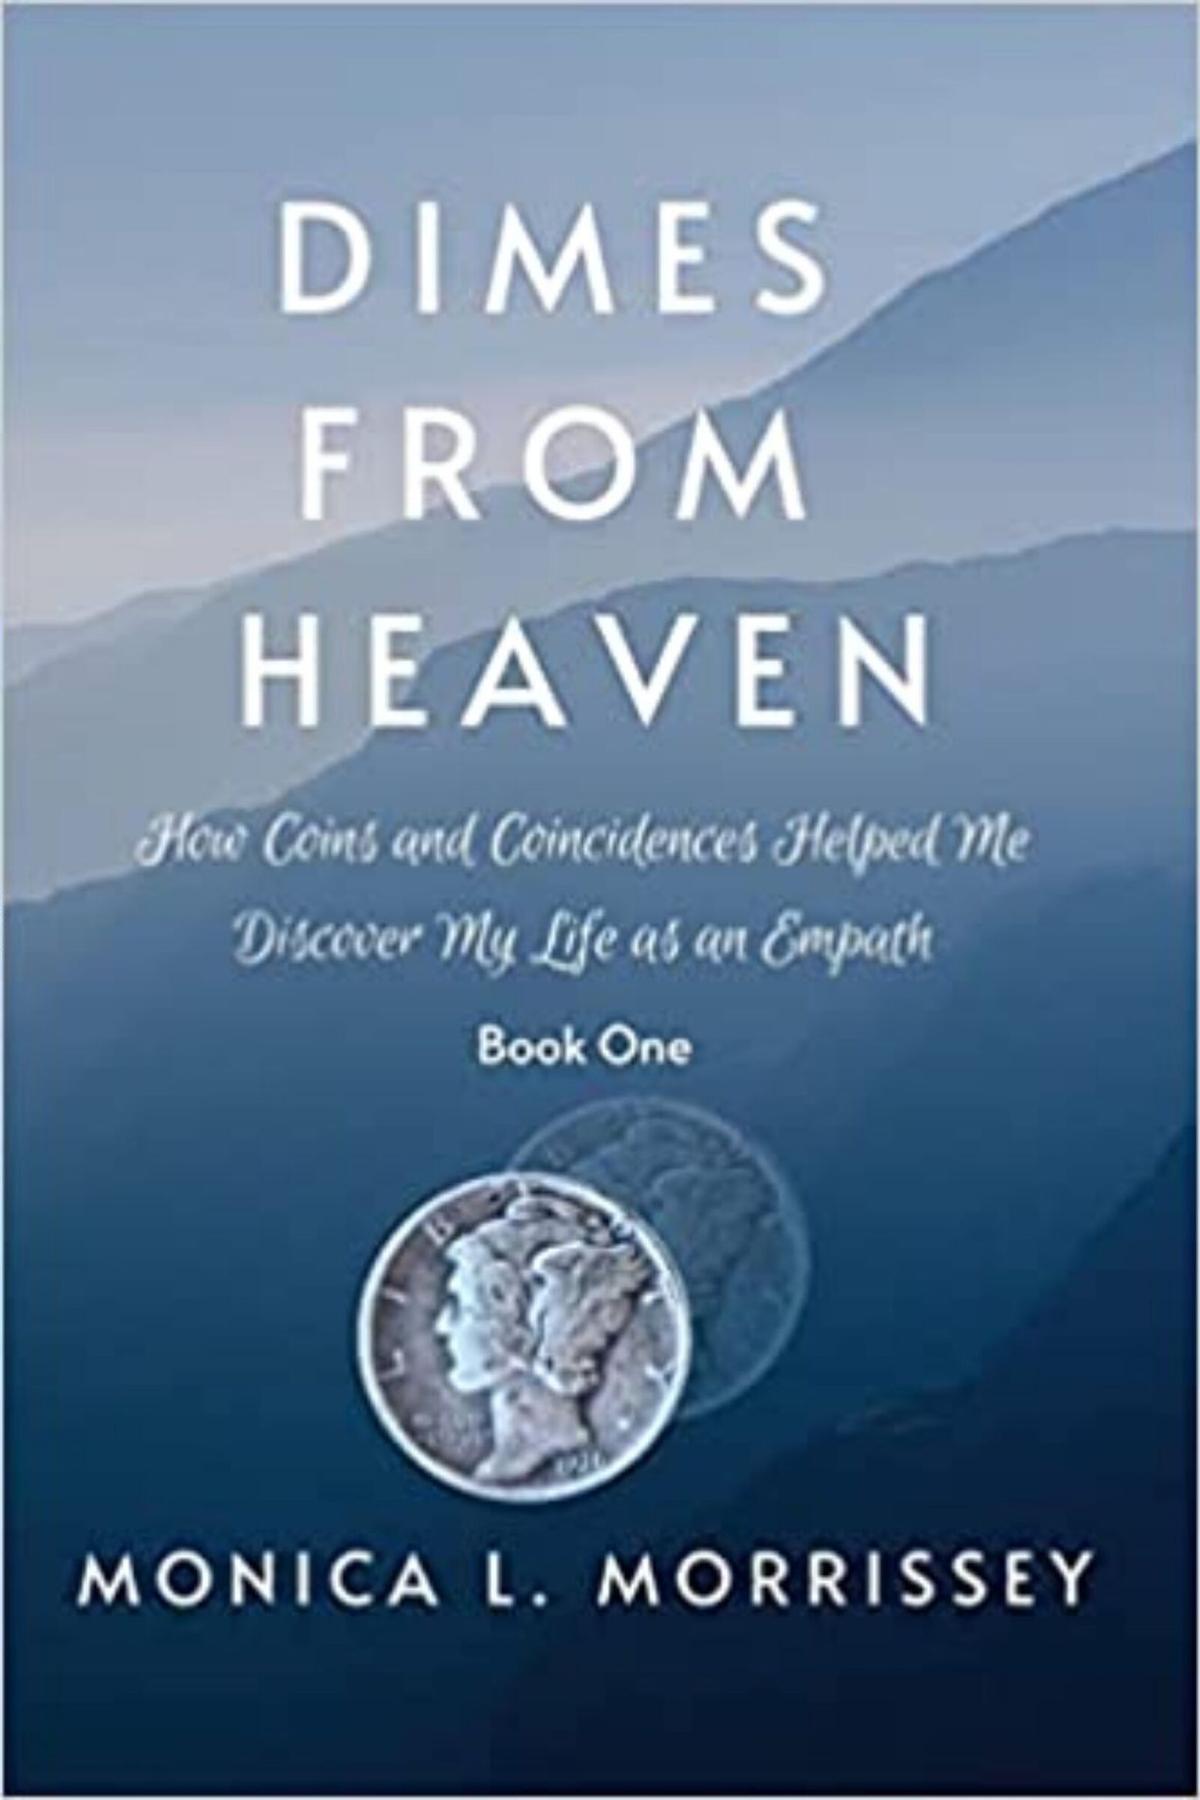 DIMES
FROM
HEAVEN
How Coins and Coincidences Helped Me
Discover My Life as an Empath
Book One
LIBERTY
MONICA L. MORRISSEY